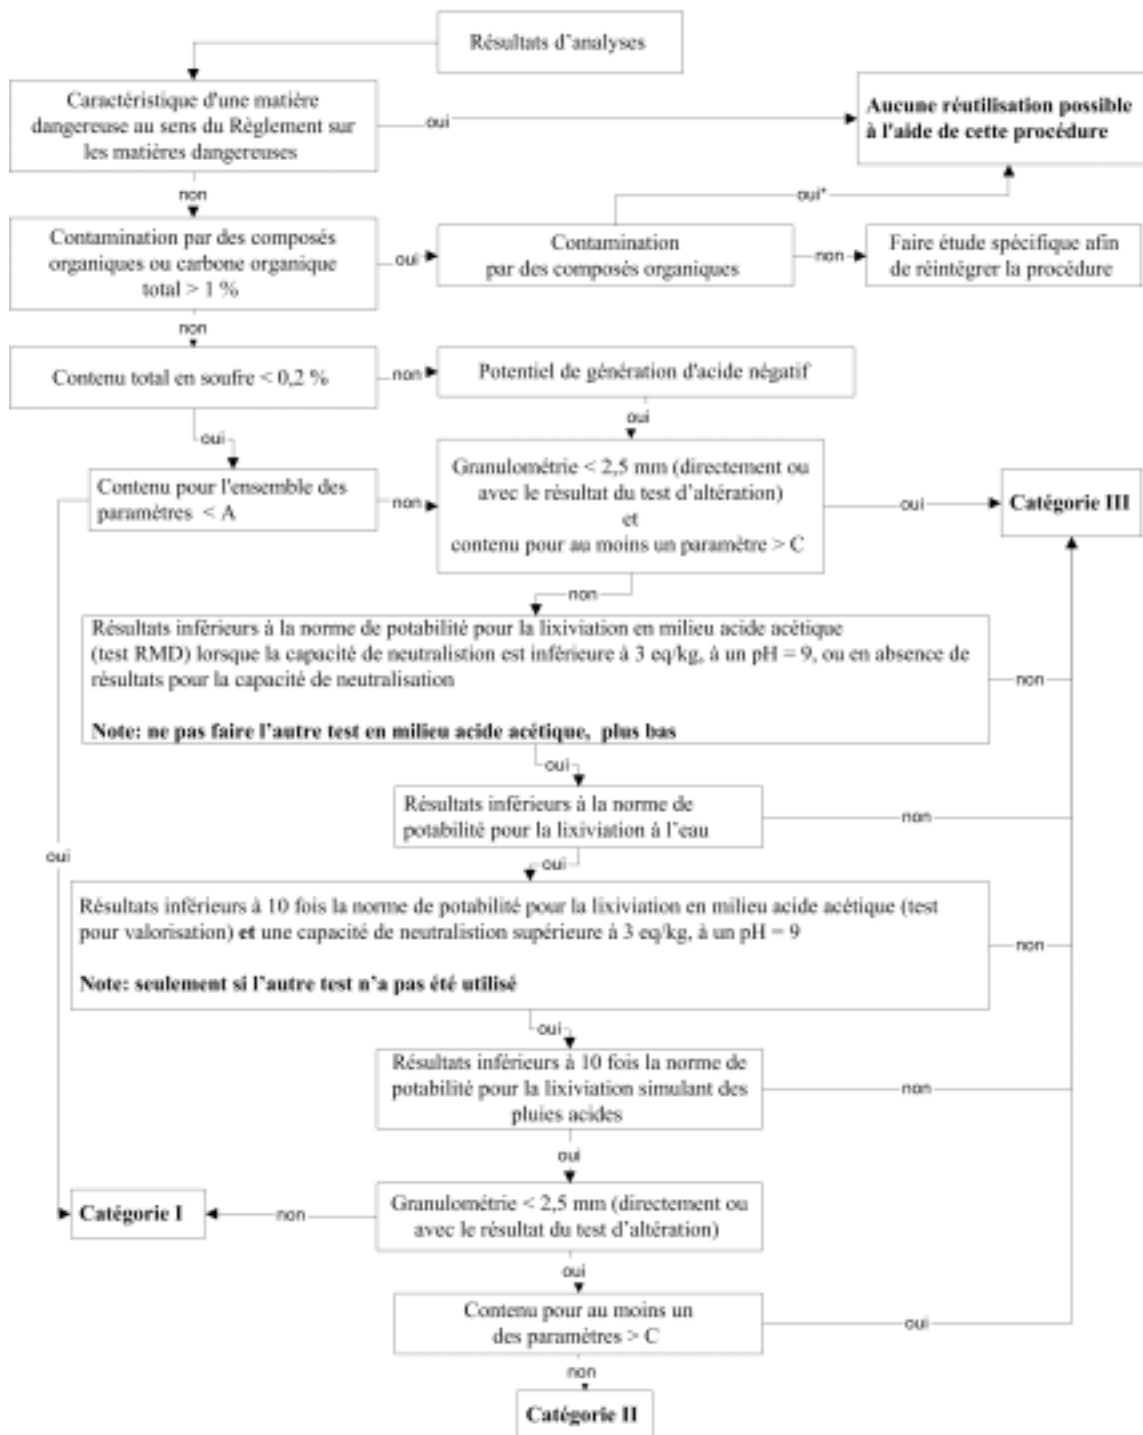 Résultats d'analyses
Caractéristique d'une matière
dangereuse au sens du Règlement sur
les matières dangereuses
oui
Aucune réutilisation possible
à l'aide de cette procédure
non
oui*
Contamination par des composés
organiques ou carbone organique
total > 1 %
oui
Contamination
par des composés organiques
non
Faire étude spécifique afin
de réintégrer la procédure
non
Contenu total en soufre < 0,2 %
non
Potentiel de génération d'acide négatif
oui
oui
Contenu pour l'ensemble des
paramètres < A
non
Granulométrie < 2,5 mm (directement ou
avec le résultat du test d'altération)
et
contenu pour au moins un paramètre > C
oui
Catégorie III
non
Résultats inférieurs à la norme de potabilité pour la lixiviation en milieu acide acétique
(test RMD) lorsque la capacité de neutralistion est inférieure à 3 eq/kg, à un pH = 9, ou en absence de
résultats pour la capacité de neutralisation
Note: ne pas faire l'autre test en milieu acide acétique, plus bas
non
oui
Résultats inférieurs à la norme de
potabilité pour la lixiviation à l'eau
non
oui
oui
Résultats inférieurs à 10 fois la norme de potabilité pour la lixiviation en milieu acide acétique (test
pour valorisation) et une capacité de neutralistion supérieure à 3 eq/kg, à un pH = 9
Note: seulement si l'autre test n'a pas été utilisé
non
oui
Résultats inférieurs à 10 fois la norme de
potabilité pour la lixiviation simulant des
pluies acides
non
oui
Catégorie I
non
Granulométrie < 2,5 mm (directement ou
avec le résultat du test d'altération)
oui
Contenu pour au moins un
des paramètres > C
oui
non
Catégorie II